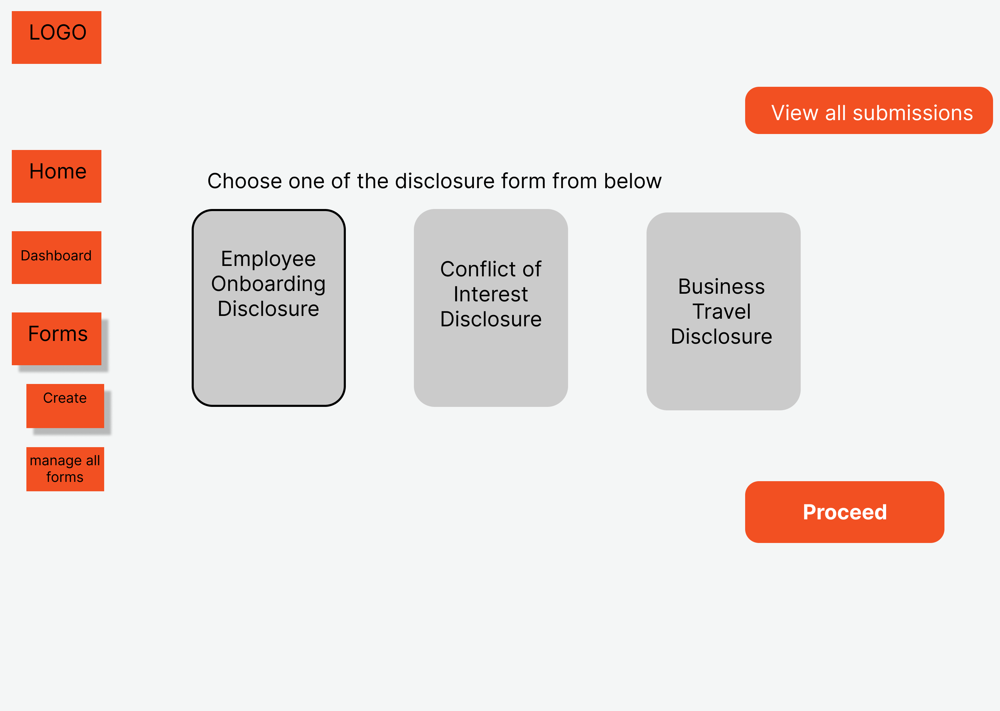 LOGO
View all submissions
Home
Dashboard
Forms
Create
manage all
forms
Choose one of the disclosure form from below
Employee
Onboarding
Disclosure
Conflict of
Interest
Disclosure
Business
Travel
Disclosure
Proceed